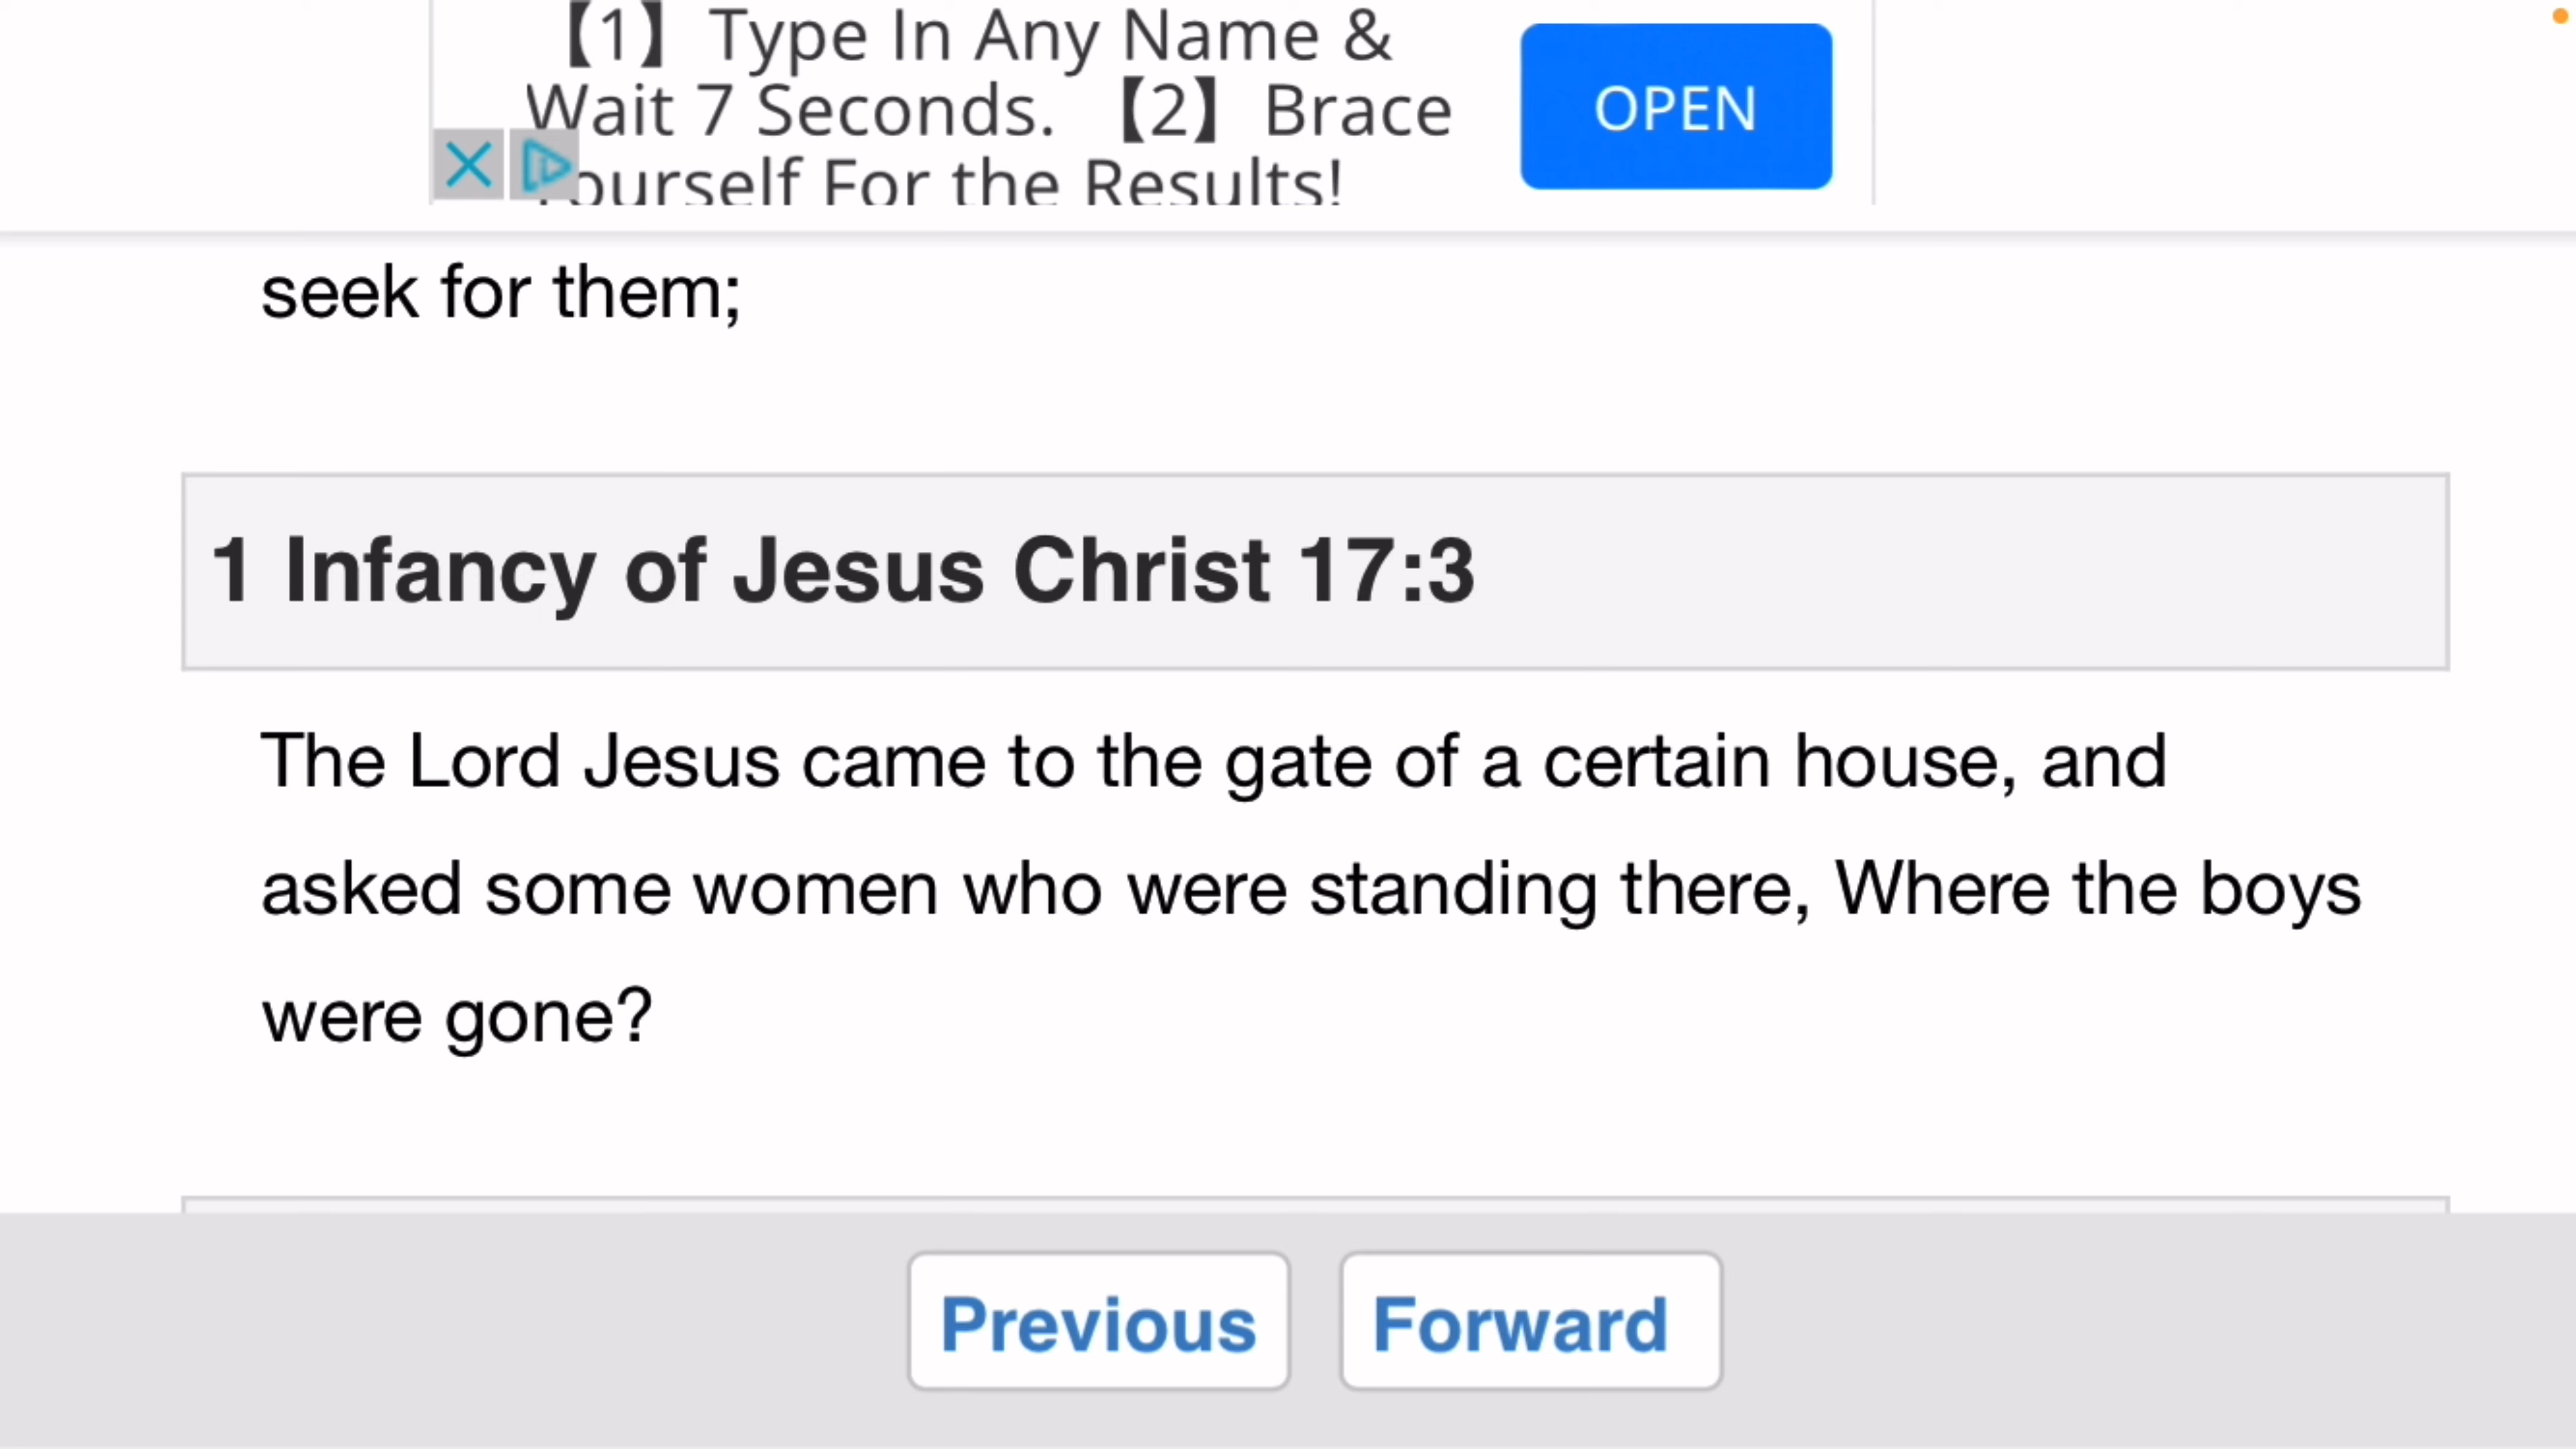 【1】 Type In Any Name &
Wait 7 Seconds. 【2】 Brace
Yourself For the Results!
OPEN
seek for them;
1 Infancy of Jesus Christ 17:3
The Lord Jesus came to the gate of a certain house, and
asked some women who were standing there, Where the boys
were gone?
Previous
Forward